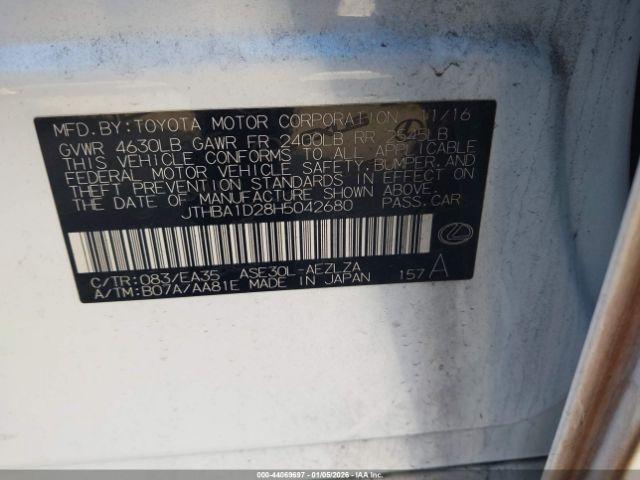 MFD. BY: TOYOTA MOTOR CORPORATION 11/16
GVWR 4630LB GAWR FR 2400LB RR 2545LB
THIS VEHICLE CONFORMS TO ALL APPLICABLE
FEDERAL MOTOR VEHICLE SAFETY, BUMPER, AND
THEFT PREVENTION STANDARDS IN EFFECT ON
THE DATE OF MANUFACTURE SHOWN ABOVE.
JTHBA1D28H5042680 PASS.CAR
C/TR: 083/EA35 ASE30L-AEZLZA
A/TM: B07A/AA81E MADE IN JAPAN 157A
000-44069697 · 01/05/2026 · IAA Inc.